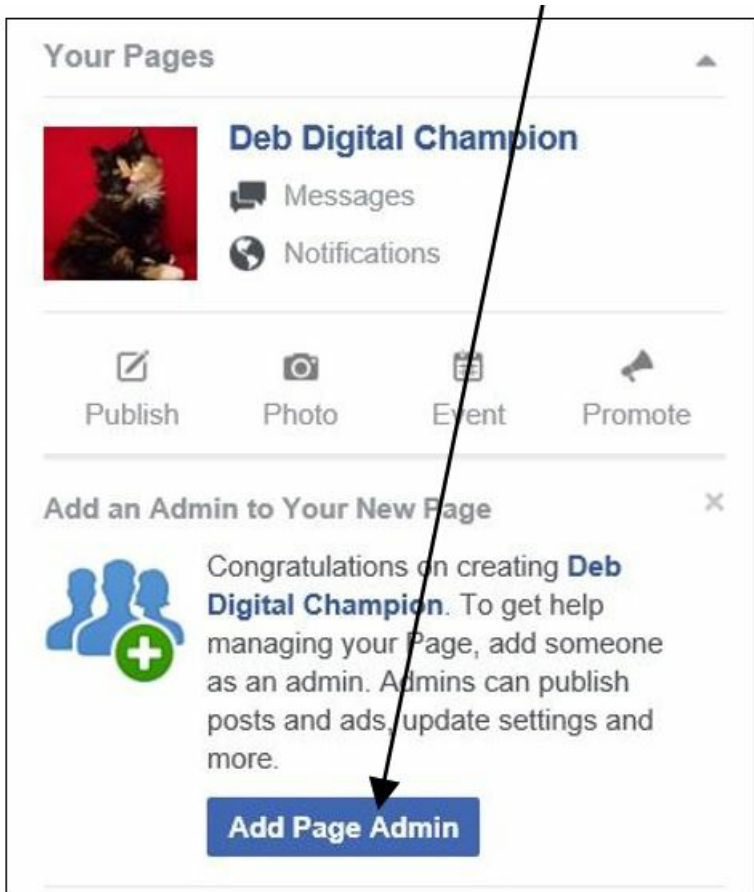 Your Pages
Deb Digital Champion
Messages
Notifications
Publish Photo Event Promote
Add an Admin to Your New Page
Congratulations on creating Deb
Digital Champion. To get help
managing your Page, add someone
as an admin. Admins can publish
posts and ads, update settings and
more.
Add Page Admin